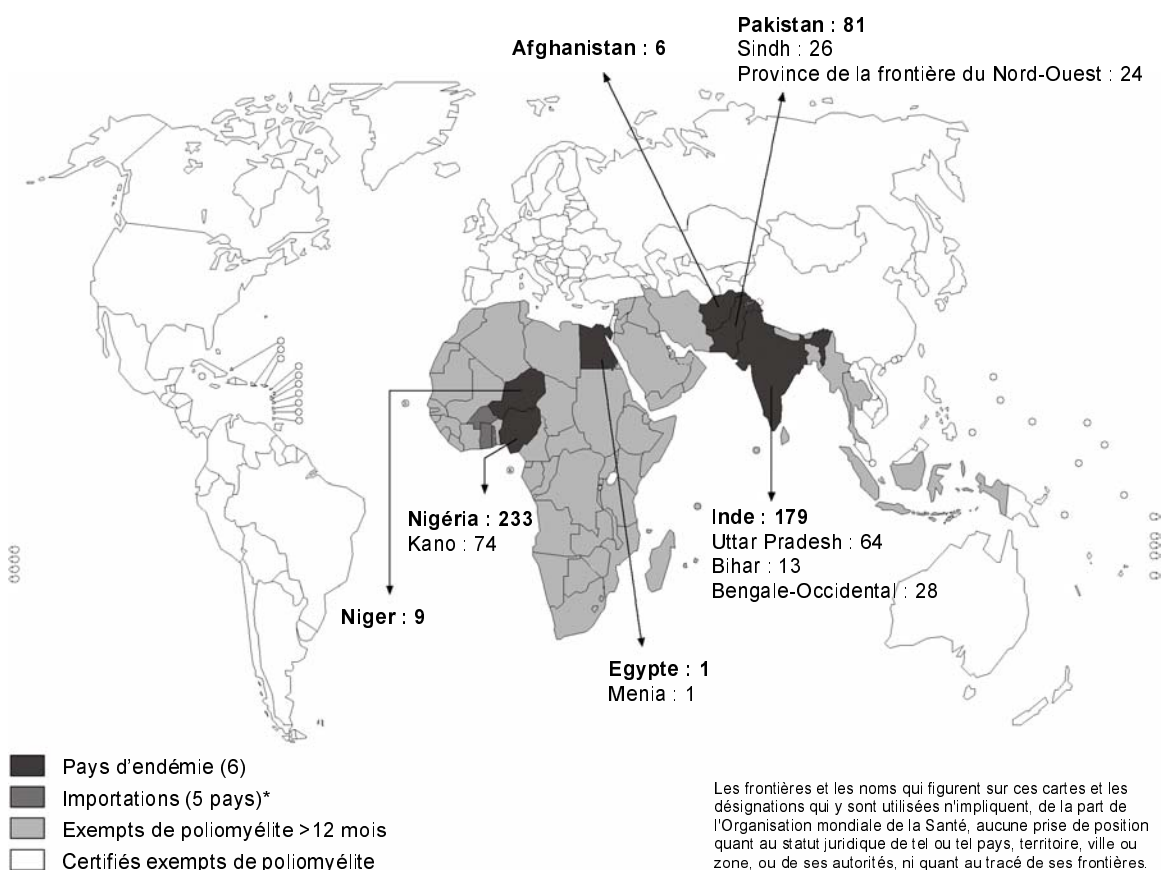 Pakistan : 81
Afghanistan : 6
Sindh : 26
Province de la frontière du Nord-Ouest : 24
Nigéria : 233
Kano : 74
Inde : 179
Uttar Pradesh : 64
Bihar : 13
Bengale-Occidental : 28
Niger : 9
Egypte : 1
Menia : 1
Pays d'endémie (6)
Importations (5 pays)*
Exempts de poliomyélite >12 mois
Certifiés exempts de poliomyélite
Les frontières et les noms qui figurent sur ces cartes et les
désignations qui y sont utilisées n'impliquent, de la part de
l'Organisation mondiale de la Santé, aucune prise de position
quant au statut juridique de tel ou tel pays, territoire, ville ou
zone, ou de ses autorités, ni quant au tracé de ses frontières.